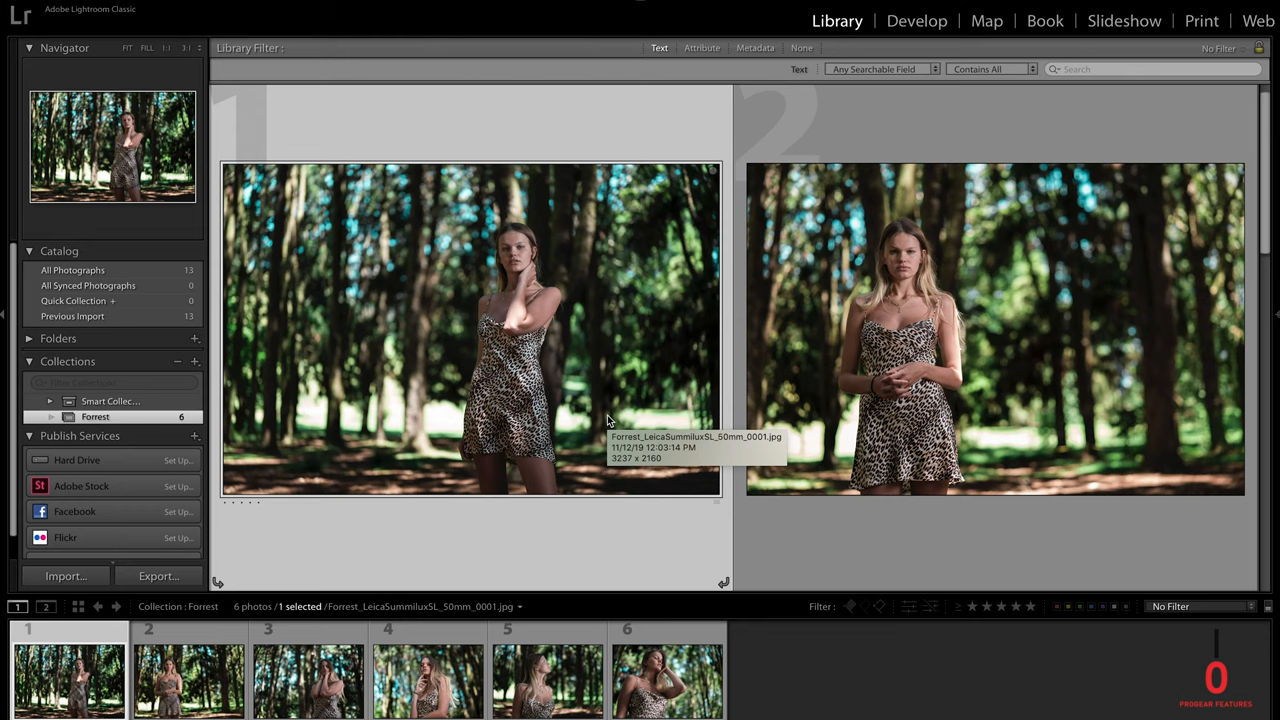 Lr
Adobe Lightroom Classic
Library | Develop | Map | Book | Slideshow | Print | Web
Navigator FIT FILL 1:1 3:1
Library Filter :
Text Attribute Metadata None
No Filter
Text Any Searchable Field Contains All Search
1
2
Catalog
All Photographs 13
All Synced Photographs 0
Quick Collection + 0
Previous Import 13
Folders +
Collections − +
Filter Collections
Smart Collec...
Forrest 6
Publish Services +
Hard Drive Set Up...
St Adobe Stock Set Up...
f Facebook Set Up...
Flickr Set Up...
Import... Export...
Forrest_LeicaSummiluxSL_50mm_0001.jpg
11/12/19 12:03:14 PM
3237 x 2160
1 2 Collection : Forrest 6 photos / 1 selected / Forrest_LeicaSummiluxSL_50mm_0001.jpg
Filter : ≥ ★ ★ ★ ★ ★ No Filter
1 2 3 4 5 6
PROGEAR FEATURES